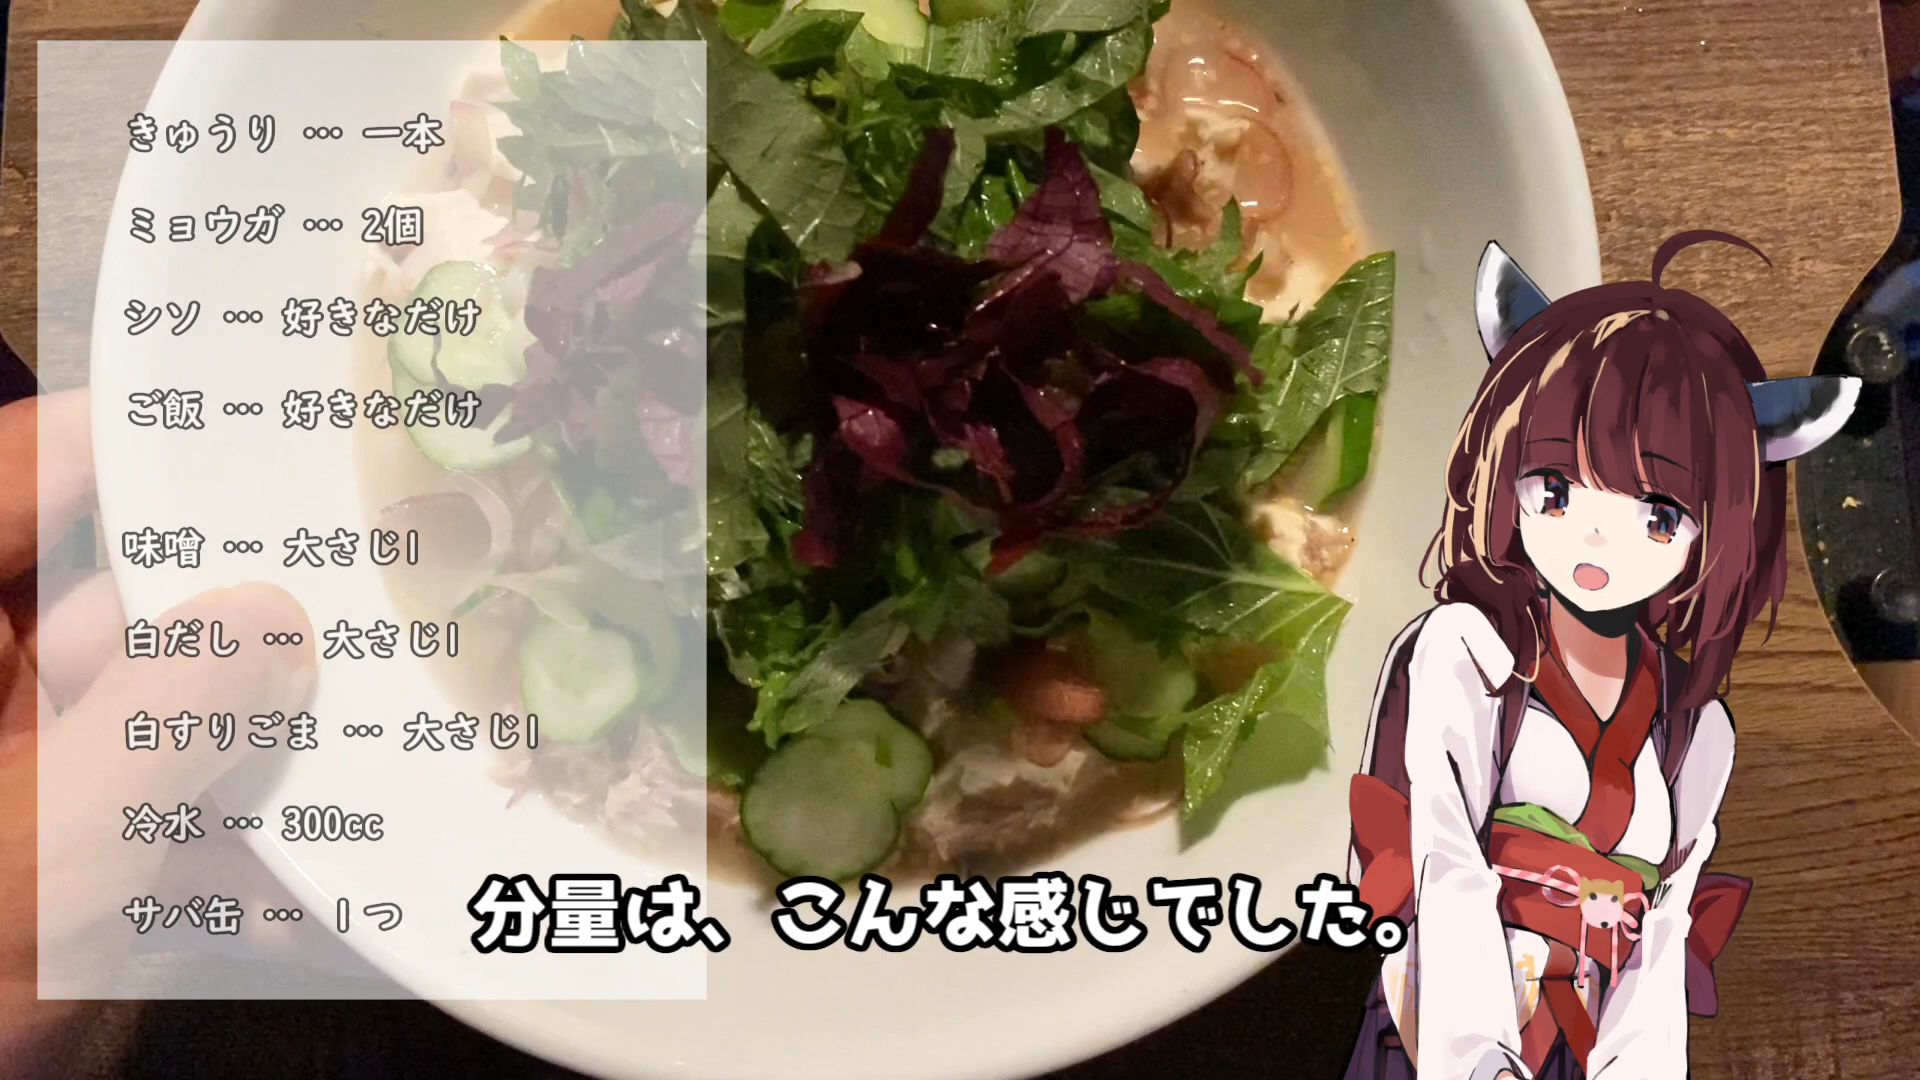 きゅうり … 一本
ミョウガ … 2個
シソ … 好きなだけ
ご飯 … 好きなだけ
味噌 … 大さじ1
白だし … 大さじ1
白すりごま … 大さじ1
冷水 … 300cc
サバ缶 … 1つ
分量は、こんな感じでした。